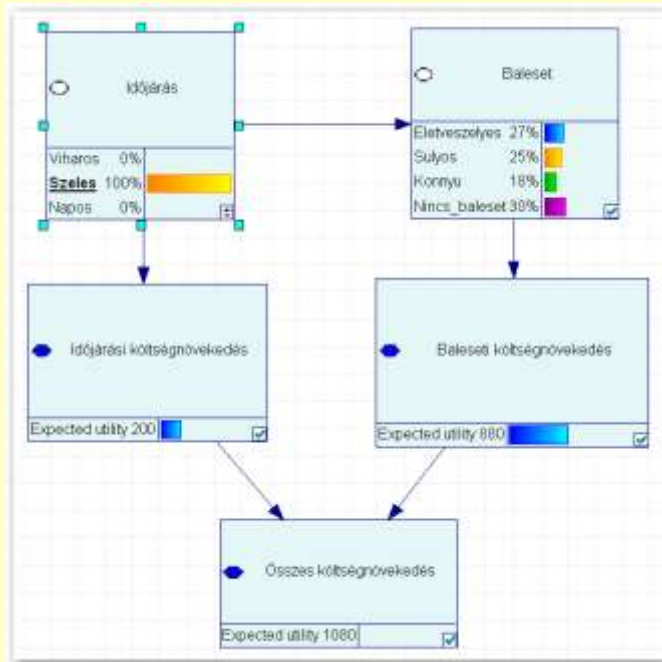 Időjárás
Viharos 0%
Szeles 100%
Napos 0%
Baleset
Eletveszelyes 27%
Sulyos 25%
Konnyu 18%
Nincs_baleset 30%
Időjárási költségnövekedés
Expected utility 200
Baleseti költségnövekedés
Expected utility 880
Összes költségnövekedés
Expected utility 1080